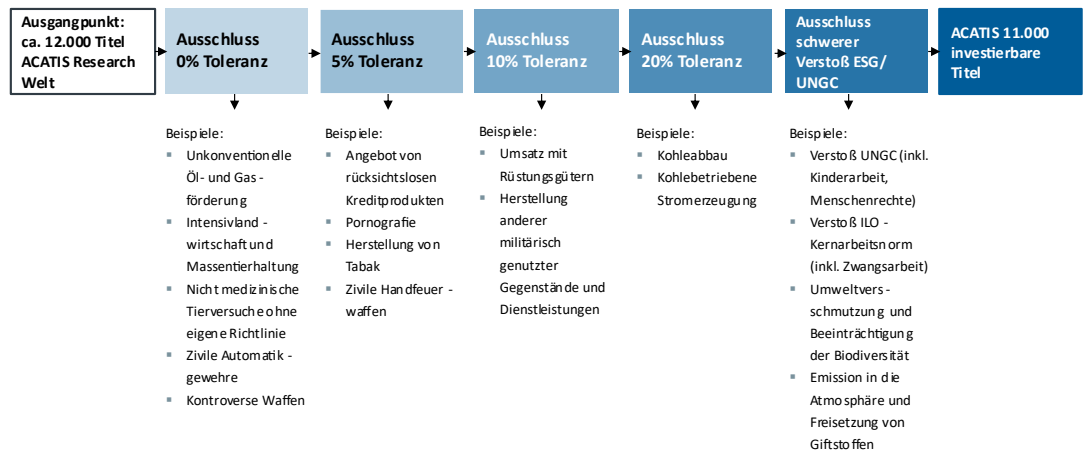 Ausgangpunkt:
ca. 12.000 Titel
ACATIS Research
Welt
Ausschluss
0% Toleranz
Ausschluss
5% Toleranz
Ausschluss
10% Toleranz
Ausschluss
20% Toleranz
Ausschluss
schwerer
Verstoß ESG/
UNGC
ACATIS 11.000
investierbare
Titel
Beispiele:
Unkonventionelle
Öl- und Gas -
förderung
Intensivland -
wirtschaft und
Massentierhaltung
Nicht medizinische
Tierversuche ohne
eigene Richtlinie
Zivile Automatik -
gewehre
Kontroverse Waffen
Beispiele:
Angebot von
rücksichtslosen
Kreditprodukten
Pornografie
Herstellung von
Tabak
Zivile Handfeuer -
waffen
Beispiele:
Umsatz mit
Rüstungsgütern
Herstellung
anderer
militärisch
genutzter
Gegenstände und
Dienstleistungen
Beispiele:
Kohleabbau
Kohlebetriebene
Stromerzeugung
Beispiele:
Verstoß UNGC (inkl.
Kinderarbeit,
Menschenrechte)
Verstoß ILO -
Kernarbeitsnorm
(inkl. Zwangsarbeit)
Umweltvers-
schmutzung und
Beeinträchtigung
der Biodiversität
Emission in die
Atmosphäre und
Freisetzung von
Giftstoffen